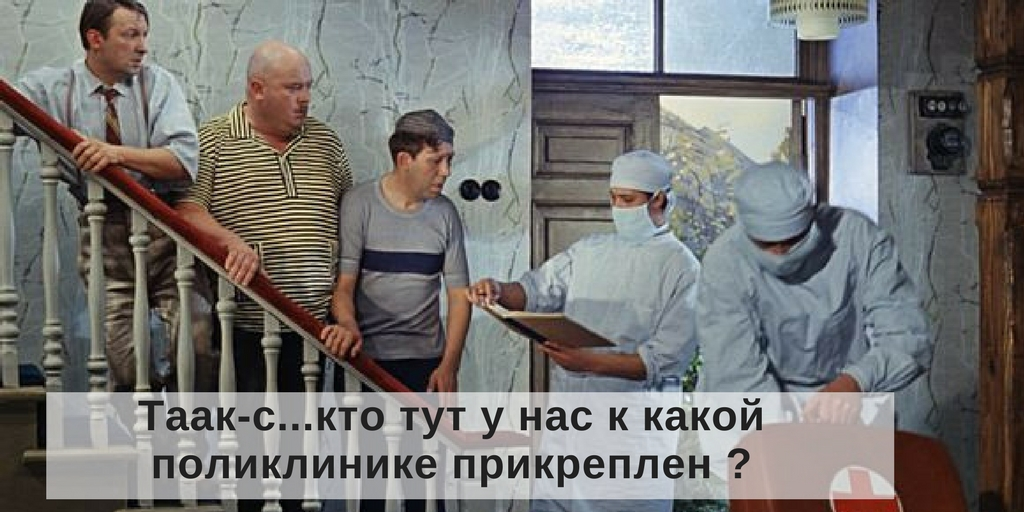 Таак-с...кто тут у нас к какой
поликлинике прикреплен ?